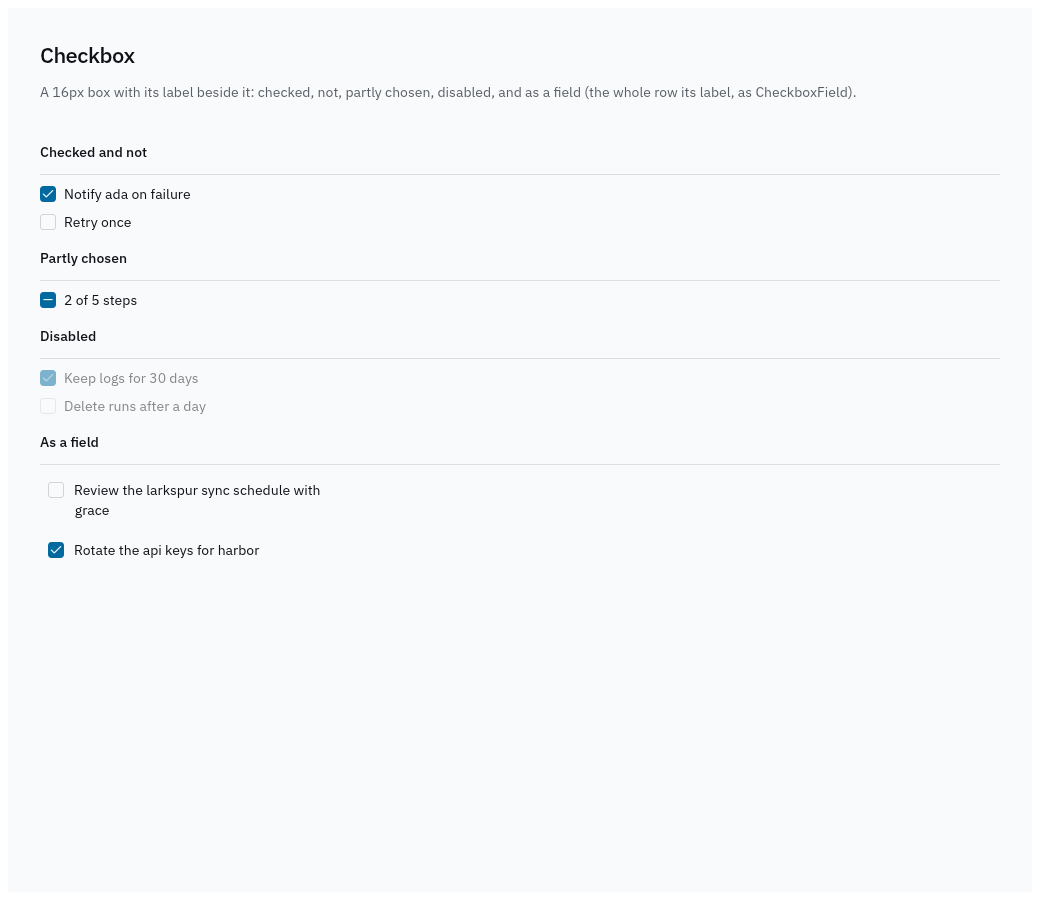 Checkbox
A 16px box with its label beside it: checked, not, partly chosen, disabled, and as a field (the whole row its label, as CheckboxField).
Checked and not
Notify ada on failure
Retry once
Partly chosen
2 of 5 steps
Disabled
Keep logs for 30 days
Delete runs after a day
As a field
Review the larkspur sync schedule with
grace
Rotate the api keys for harbor